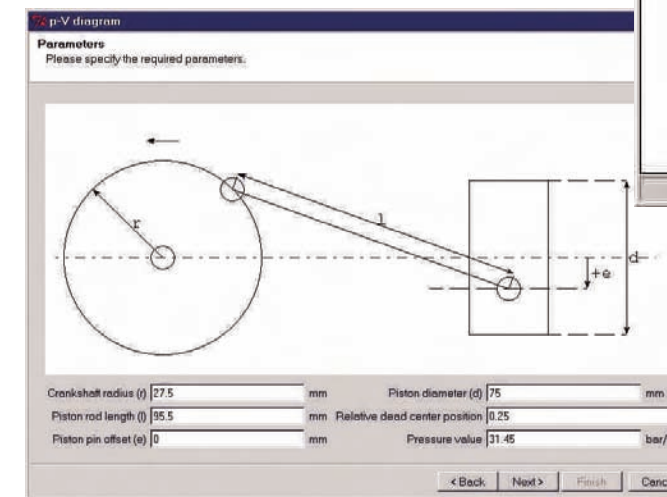 p-V diagram
Parameters
Please specify the required parameters.
r
l
d
+e
Crankshaft radius (r) 27.5 mm Piston diameter (d) 75 mm
Piston rod length (l) 95.5 mm Relative dead center position 0.25
Piston pin offset (e) 0 mm Pressure value 31.45 bar/
< Back Next > Finish Canc